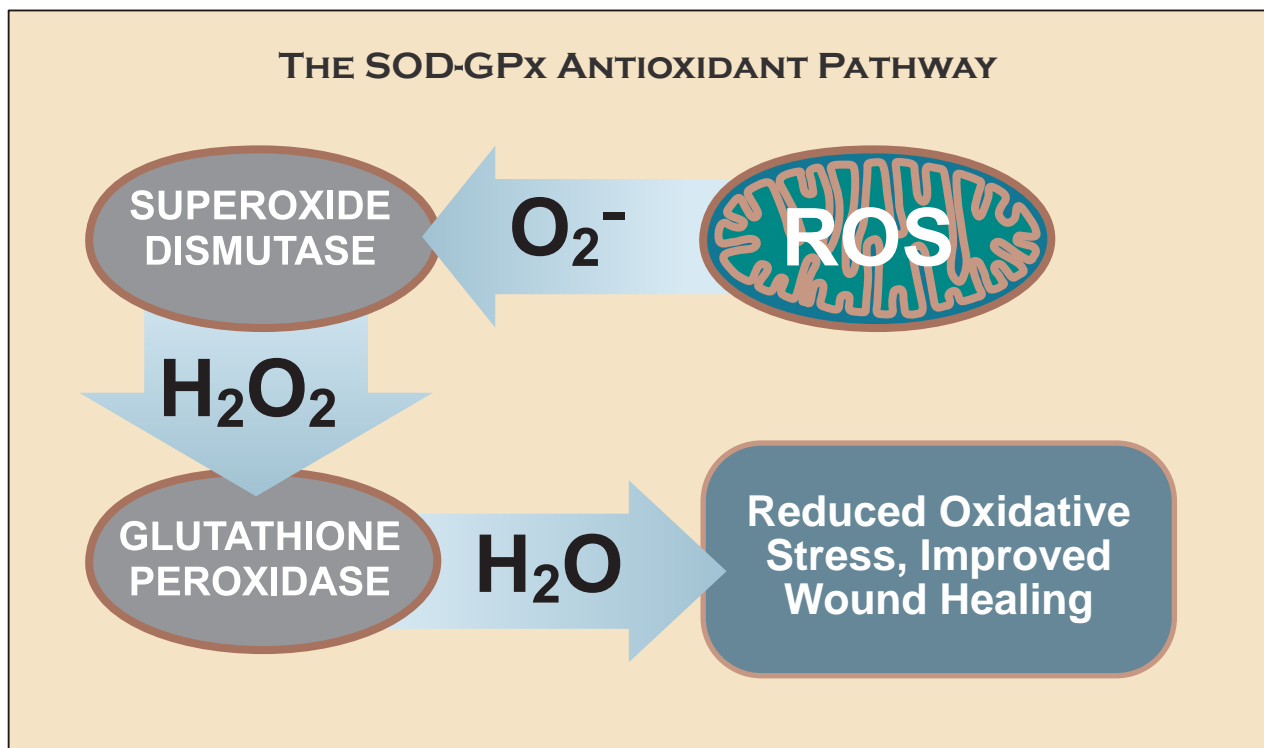 THE SOD-GPX ANTIOXIDANT PATHWAY
SUPEROXIDE
DISMUTASE
O₂⁻
ROS
H₂O₂
GLUTATHIONE
PEROXIDASE
H₂O
Reduced Oxidative
Stress, Improved
Wound Healing